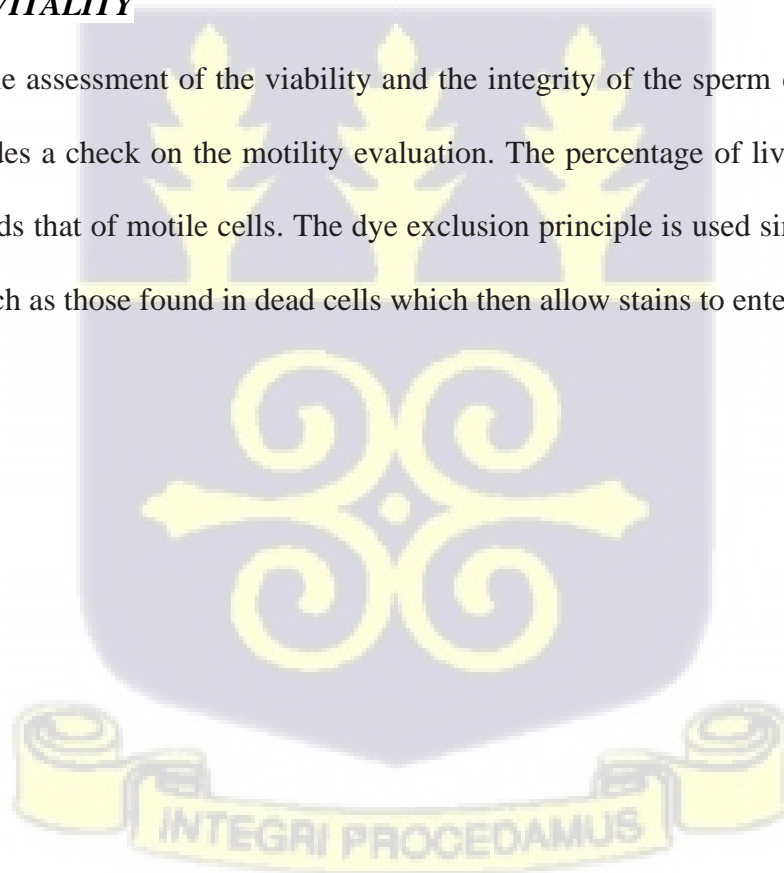 VITALITY
le assessment of the viability and the integrity of the sperm
des a check on the motility evaluation. The percentage of liv
ds that of motile cells. The dye exclusion principle is used sin
ch as those found in dead cells which then allow stains to ente
INTEGRI PROCEDAMUS